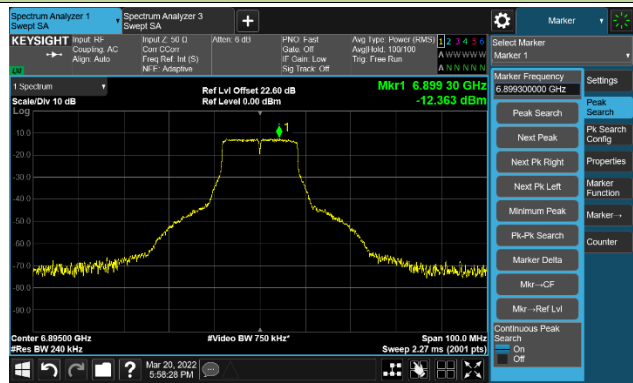 Spectrum Analyzer 1
Swept SA
Spectrum Analyzer 3
Swept SA
Marker
KEYSIGHT
Input: RF
Coupling: AC
Align: Auto
Input Z: 50 Ω
Corr CCorr
Freq Ref: Int (S)
NFE: Adaptive
Atten: 6 dB
PNO: Fast
Gate: Off
IF Gain: Low
Sig Track: Off
Avg Type: Power (RMS)
Avg|Hold: 100/100
Trig: Free Run
1 2 3 4 5 6
A W W W W W
A N N N N N
Select Marker
Marker 1
1 Spectrum
Scale/Div 10 dB
Log
Ref Lvl Offset 22.60 dB
Ref Level 0.00 dBm
Mkr1 6.899 30 GHz
-12.363 dBm
1
-10.0
-20.0
-30.0
-40.0
-50.0
-60.0
-70.0
-80.0
-90.0
Center 6.89500 GHz
#Res BW 240 kHz
#Video BW 750 kHz*
Span 100.0 MHz
Sweep 2.27 ms (2001 pts)
Marker Frequency
6.899300000 GHz
Peak Search
Next Peak
Next Pk Right
Next Pk Left
Minimum Peak
Pk-Pk Search
Marker Delta
Mkr→CF
Mkr→Ref Lvl
Continuous Peak
Search
On
Off
Settings
Peak
Search
Pk Search
Config
Properties
Marker
Function
Marker→
Counter
Mar 20, 2022
5:58:28 PM